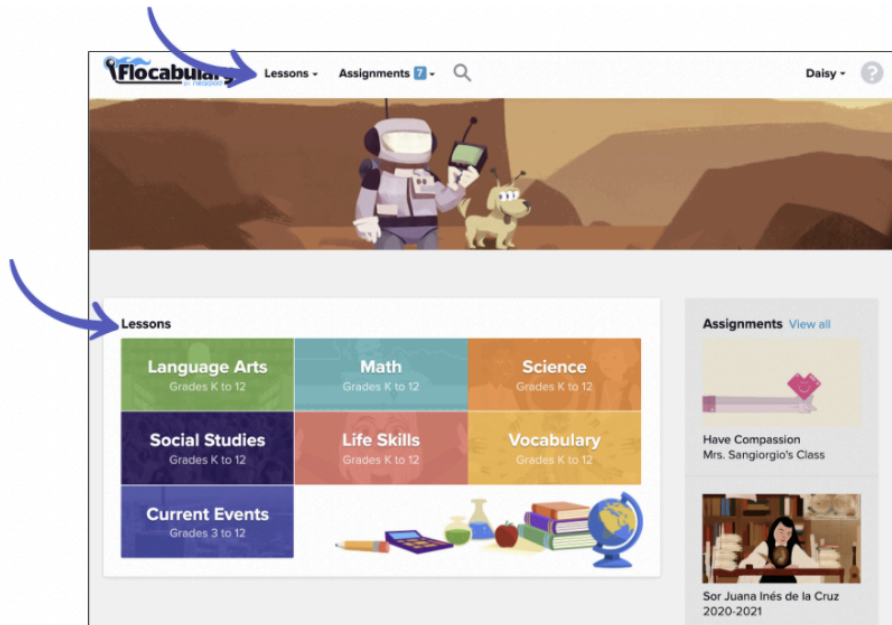 Flocabulary
Lessons
Assignments 7
Daisy
?
Lessons
Language Arts
Grades K to 12
Math
Grades K to 12
Science
Grades K to 12
Social Studies
Grades K to 12
Life Skills
Grades K to 12
Vocabulary
Grades K to 12
Current Events
Grades 3 to 12
Assignments View all
Have Compassion
Mrs. Sangiorgio's Class
Sor Juana Inés de la Cruz
2020-2021